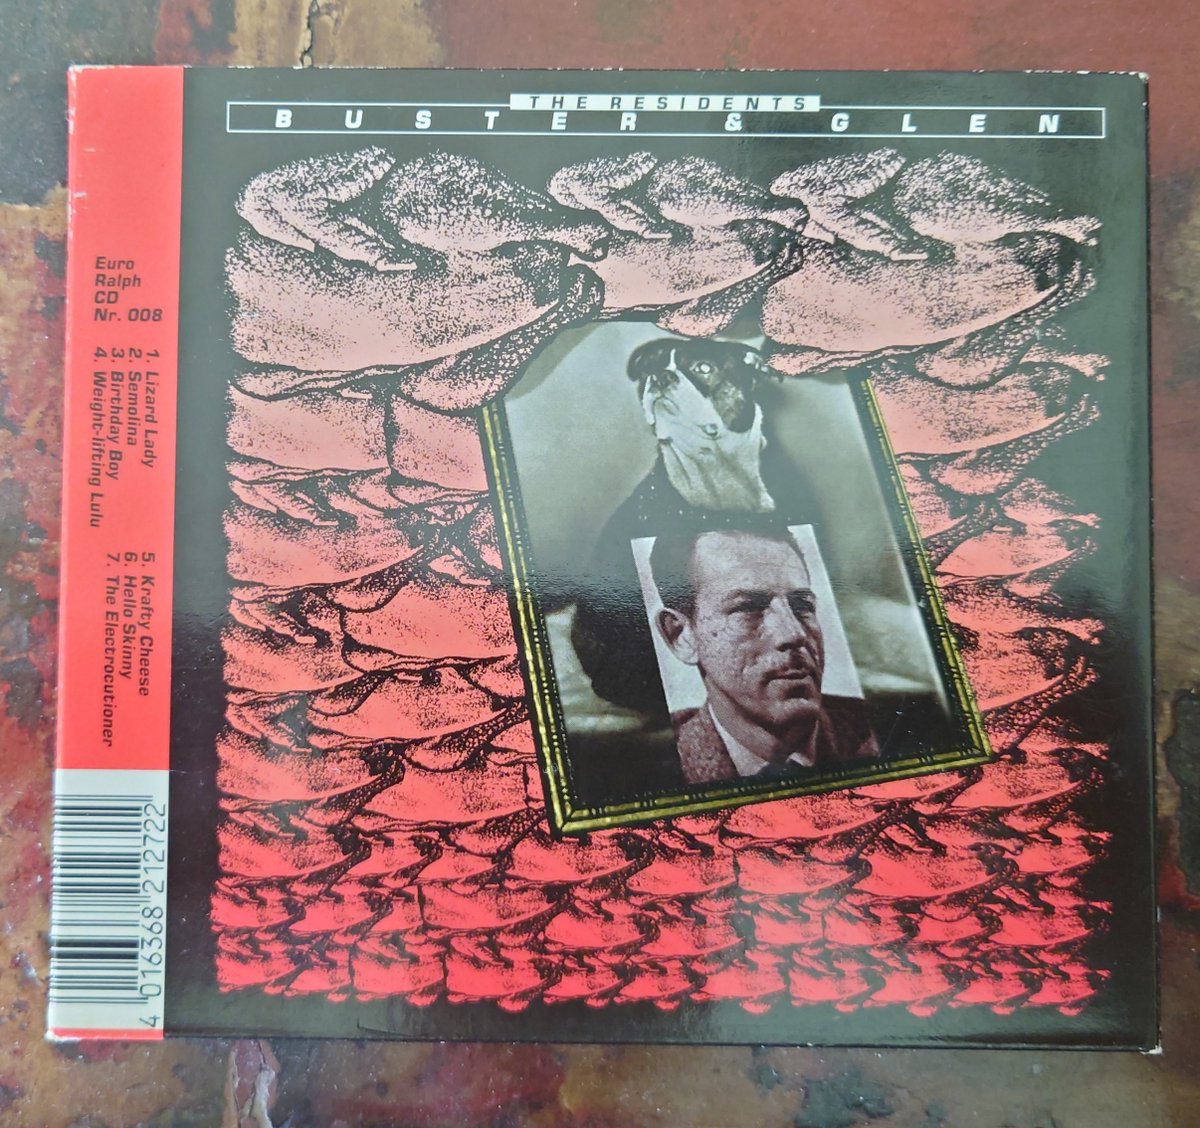 THE RESIDENTS
BUSTER & GLEN
Euro
Ralph
CD
Nr. 008
1. Lizard Lady
2. Semolina
3. Birthday Boy
4. Weight-lifting Lulu
5. Krafty Cheese
6. Hello Skinny
7. The Electrocutioner
4 016368 212722